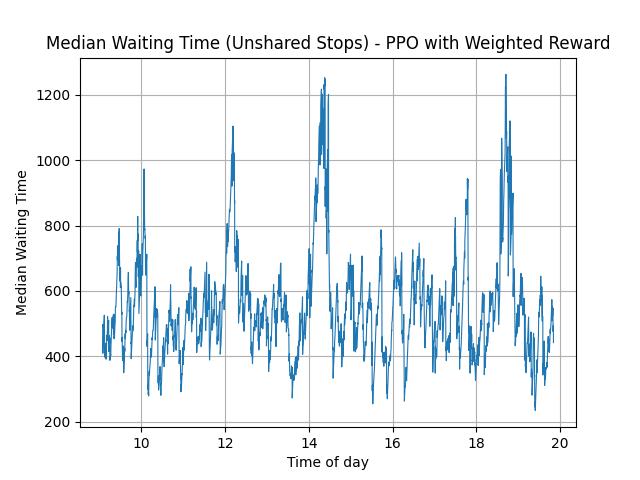 Median Waiting Time (Unshared Stops) - PPO with Weighted Reward
Median Waiting Time
1200
1000
800
600
400
200
10 12 14 16 18 20
Time of day